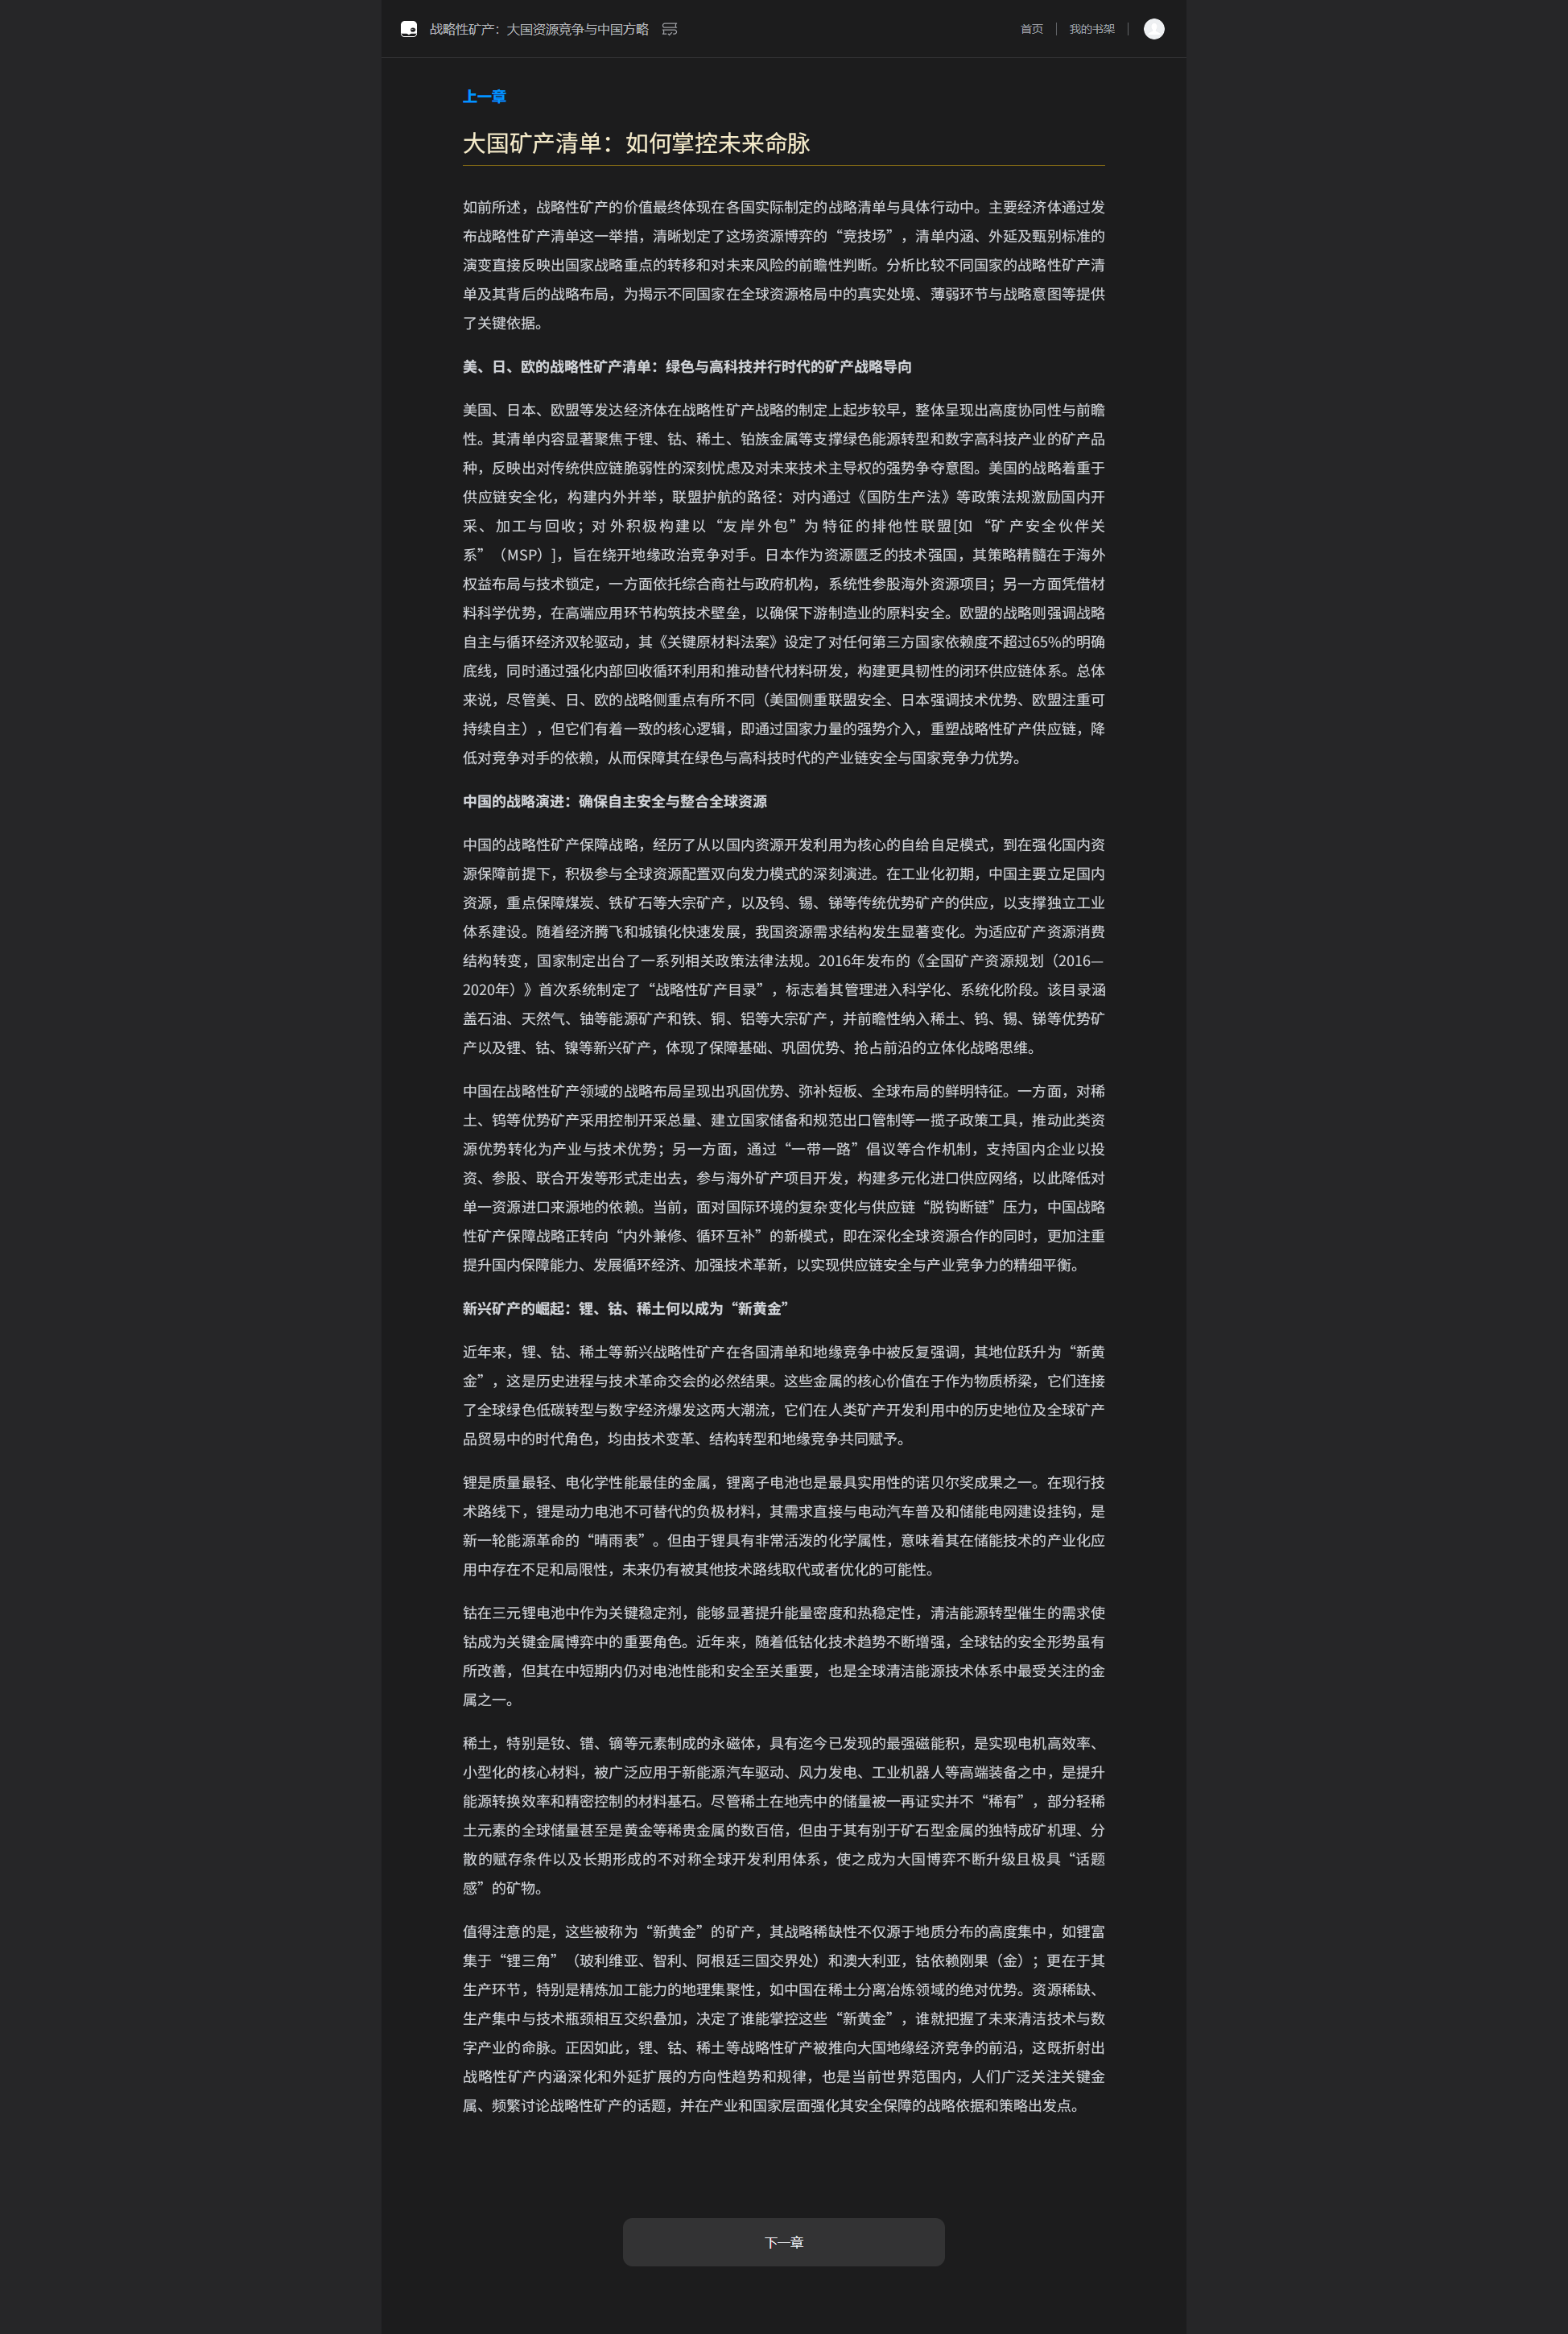 战略性矿产：大国资源竞争与中国方略
首页 | 我的书架 |
上一章
大国矿产清单：如何掌控未来命脉
如前所述，战略性矿产的价值最终体现在各国实际制定的战略清单与具体行动中。主要经济体通过发
布战略性矿产清单这一举措，清晰划定了这场资源博弈的“竞技场”，清单内涵、外延及甄别标准的
演变直接反映出国家战略重点的转移和对未来风险的前瞻性判断。分析比较不同国家的战略性矿产清
单及其背后的战略布局，为揭示不同国家在全球资源格局中的真实处境、薄弱环节与战略意图等提供
了关键依据。
美、日、欧的战略性矿产清单：绿色与高科技并行时代的矿产战略导向
美国、日本、欧盟等发达经济体在战略性矿产战略的制定上起步较早，整体呈现出高度协同性与前瞻
性。其清单内容显著聚焦于锂、钴、稀土、铂族金属等支撑绿色能源转型和数字高科技产业的矿产品
种，反映出对传统供应链脆弱性的深刻忧虑及对未来技术主导权的强势争夺意图。美国的战略着重于
供应链安全化，构建内外并举，联盟护航的路径：对内通过《国防生产法》等政策法规激励国内开
采、加工与回收；对外积极构建以“友岸外包”为特征的排他性联盟[如“矿产安全伙伴关
系”（MSP）]，旨在绕开地缘政治竞争对手。日本作为资源匮乏的技术强国，其策略精髓在于海外
权益布局与技术锁定，一方面依托综合商社与政府机构，系统性参股海外资源项目；另一方面凭借材
料科学优势，在高端应用环节构筑技术壁垒，以确保下游制造业的原料安全。欧盟的战略则强调战略
自主与循环经济双轮驱动，其《关键原材料法案》设定了对任何第三方国家依赖度不超过65%的明确
底线，同时通过强化内部回收循环利用和推动替代材料研发，构建更具韧性的闭环供应链体系。总体
来说，尽管美、日、欧的战略侧重点有所不同（美国侧重联盟安全、日本强调技术优势、欧盟注重可
持续自主），但它们有着一致的核心逻辑，即通过国家力量的强势介入，重塑战略性矿产供应链，降
低对竞争对手的依赖，从而保障其在绿色与高科技时代的产业链安全与国家竞争力优势。
中国的战略演进：确保自主安全与整合全球资源
中国的战略性矿产保障战略，经历了从以国内资源开发利用为核心的自给自足模式，到在强化国内资
源保障前提下，积极参与全球资源配置双向发力模式的深刻演进。在工业化初期，中国主要立足国内
资源，重点保障煤炭、铁矿石等大宗矿产，以及钨、锡、锑等传统优势矿产的供应，以支撑独立工业
体系建设。随着经济腾飞和城镇化快速发展，我国资源需求结构发生显著变化。为适应矿产资源消费
结构转变，国家制定出台了一系列相关政策法律法规。2016年发布的《全国矿产资源规划（2016—
2020年）》首次系统制定了“战略性矿产目录”，标志着其管理进入科学化、系统化阶段。该目录涵
盖石油、天然气、铀等能源矿产和铁、铜、铝等大宗矿产，并前瞻性纳入稀土、钨、锡、锑等优势矿
产以及锂、钴、镍等新兴矿产，体现了保障基础、巩固优势、抢占前沿的立体化战略思维。
中国在战略性矿产领域的战略布局呈现出巩固优势、弥补短板、全球布局的鲜明特征。一方面，对稀
土、钨等优势矿产采用控制开采总量、建立国家储备和规范出口管制等一揽子政策工具，推动此类资
源优势转化为产业与技术优势；另一方面，通过“一带一路”倡议等合作机制，支持国内企业以投
资、参股、联合开发等形式走出去，参与海外矿产项目开发，构建多元化进口供应网络，以此降低对
单一资源进口来源地的依赖。当前，面对国际环境的复杂变化与供应链“脱钩断链”压力，中国战略
性矿产保障战略正转向“内外兼修、循环互补”的新模式，即在深化全球资源合作的同时，更加注重
提升国内保障能力、发展循环经济、加强技术革新，以实现供应链安全与产业竞争力的精细平衡。
新兴矿产的崛起：锂、钴、稀土何以成为“新黄金”
近年来，锂、钴、稀土等新兴战略性矿产在各国清单和地缘竞争中被反复强调，其地位跃升为“新黄
金”，这是历史进程与技术革命交会的必然结果。这些金属的核心价值在于作为物质桥梁，它们连接
了全球绿色低碳转型与数字经济爆发这两大潮流，它们在人类矿产开发利用中的历史地位及全球矿产
品贸易中的时代角色，均由技术变革、结构转型和地缘竞争共同赋予。
锂是质量最轻、电化学性能最佳的金属，锂离子电池也是最具实用性的诺贝尔奖成果之一。在现行技
术路线下，锂是动力电池不可替代的负极材料，其需求直接与电动汽车普及和储能电网建设挂钩，是
新一轮能源革命的“晴雨表”。但由于锂具有非常活泼的化学属性，意味着其在储能技术的产业化应
用中存在不足和局限性，未来仍有被其他技术路线取代或者优化的可能性。
钴在三元锂电池中作为关键稳定剂，能够显著提升能量密度和热稳定性，清洁能源转型催生的需求使
钴成为关键金属博弈中的重要角色。近年来，随着低钴化技术趋势不断增强，全球钴的安全形势虽有
所改善，但其在中短期内仍对电池性能和安全至关重要，也是全球清洁能源技术体系中最受关注的金
属之一。
稀土，特别是钕、镨、镝等元素制成的永磁体，具有迄今已发现的最强磁能积，是实现电机高效率、
小型化的核心材料，被广泛应用于新能源汽车驱动、风力发电、工业机器人等高端装备之中，是提升
能源转换效率和精密控制的材料基石。尽管稀土在地壳中的储量被一再证实并不“稀有”，部分轻稀
土元素的全球储量甚至是黄金等稀贵金属的数百倍，但由于其有别于矿石型金属的独特成矿机理、分
散的赋存条件以及长期形成的不对称全球开发利用体系，使之成为大国博弈不断升级且极具“话题
感”的矿物。
值得注意的是，这些被称为“新黄金”的矿产，其战略稀缺性不仅源于地质分布的高度集中，如锂富
集于“锂三角”（玻利维亚、智利、阿根廷三国交界处）和澳大利亚，钴依赖刚果（金）；更在于其
生产环节，特别是精炼加工能力的地理集聚性，如中国在稀土分离冶炼领域的绝对优势。资源稀缺、
生产集中与技术瓶颈相互交织叠加，决定了谁能掌控这些“新黄金”，谁就把握了未来清洁技术与数
字产业的命脉。正因如此，锂、钴、稀土等战略性矿产被推向大国地缘经济竞争的前沿，这既折射出
战略性矿产内涵深化和外延扩展的方向性趋势和规律，也是当前世界范围内，人们广泛关注关键金
属、频繁讨论战略性矿产的话题，并在产业和国家层面强化其安全保障的战略依据和策略出发点。
下一章